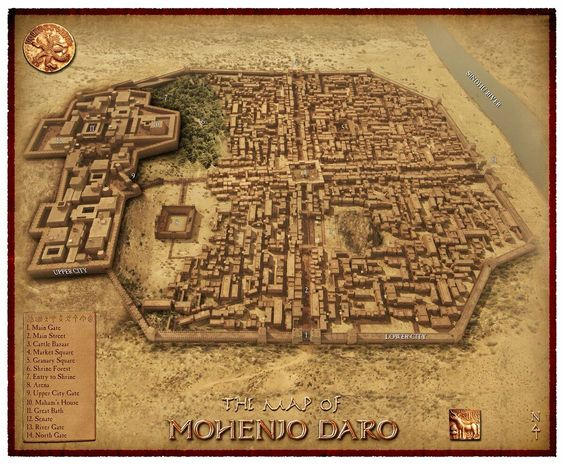 SINDHU RIVER
UPPER CITY
LOWER CITY
1. Main Gate
2. Main Street
3. Cattle Bazaar
4. Market Square
5. Granary Square
6. Shrine Forest
7. Entry to Shrine
8. Arena
9. Upper City Gate
10. Maham's House
11. Great Bath
12. Senate
13. River Gate
14. North Gate
THE MAP OF
MOHENJO DARO
N